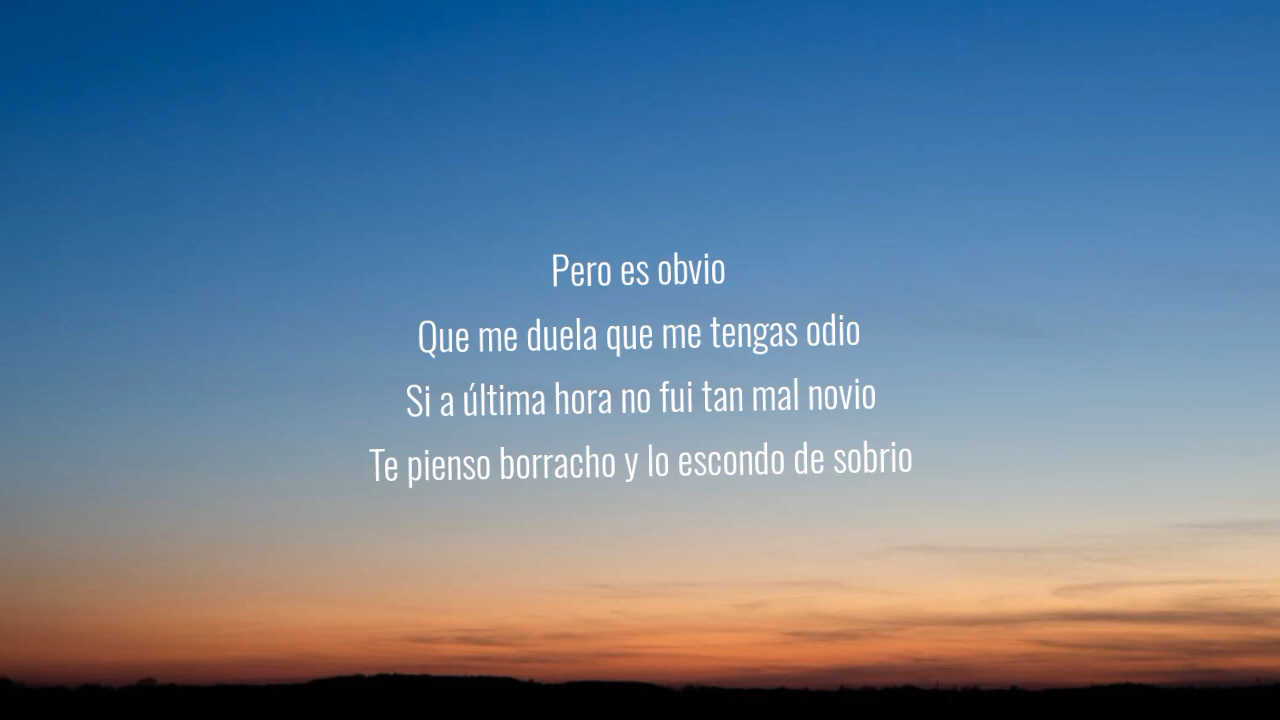 Pero es obvio
Que me duela que me tengas odio
Si a última hora no fui tan mal novio
Te pienso borracho y lo escondo de sobrio